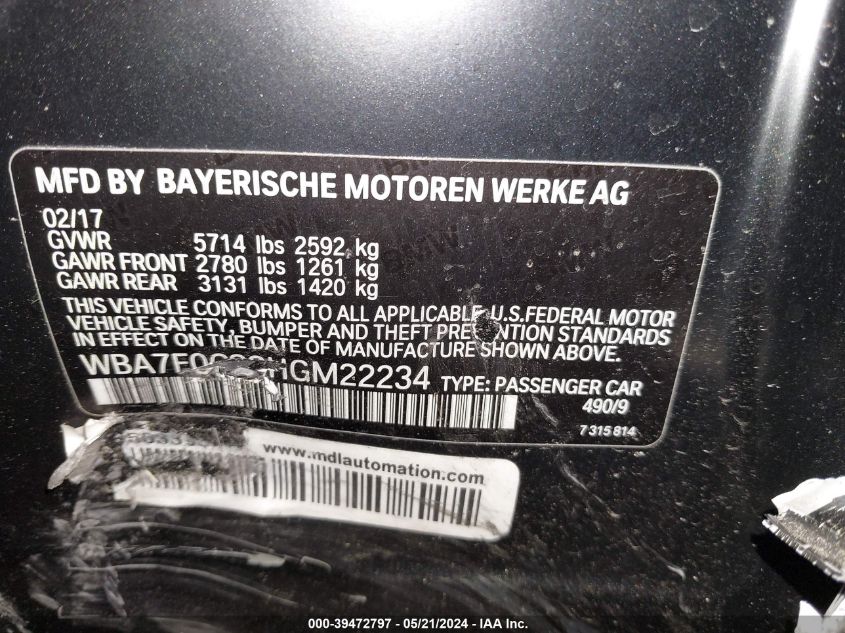 MFD BY BAYERISCHE MOTOREN WERKE AG
02/17
GVWR 5714 lbs 2592 kg
GAWR FRONT 2780 lbs 1261 kg
GAWR REAR 3131 lbs 1420 kg
THIS VEHICLE CONFORMS TO ALL APPLICABLE U.S.FEDERAL MOTOR
VEHICLE SAFETY, BUMPER AND THEFT PREVENTION STANDARDS
IN EFFECT ON THE DATE OF MANUFACTURE SHOWN ABOVE.
GM22234 TYPE: PASSENGER CAR
490/9
7 315 814
www.mdlautomation.com
000-39472797 - 05/21/2024 - IAA Inc.